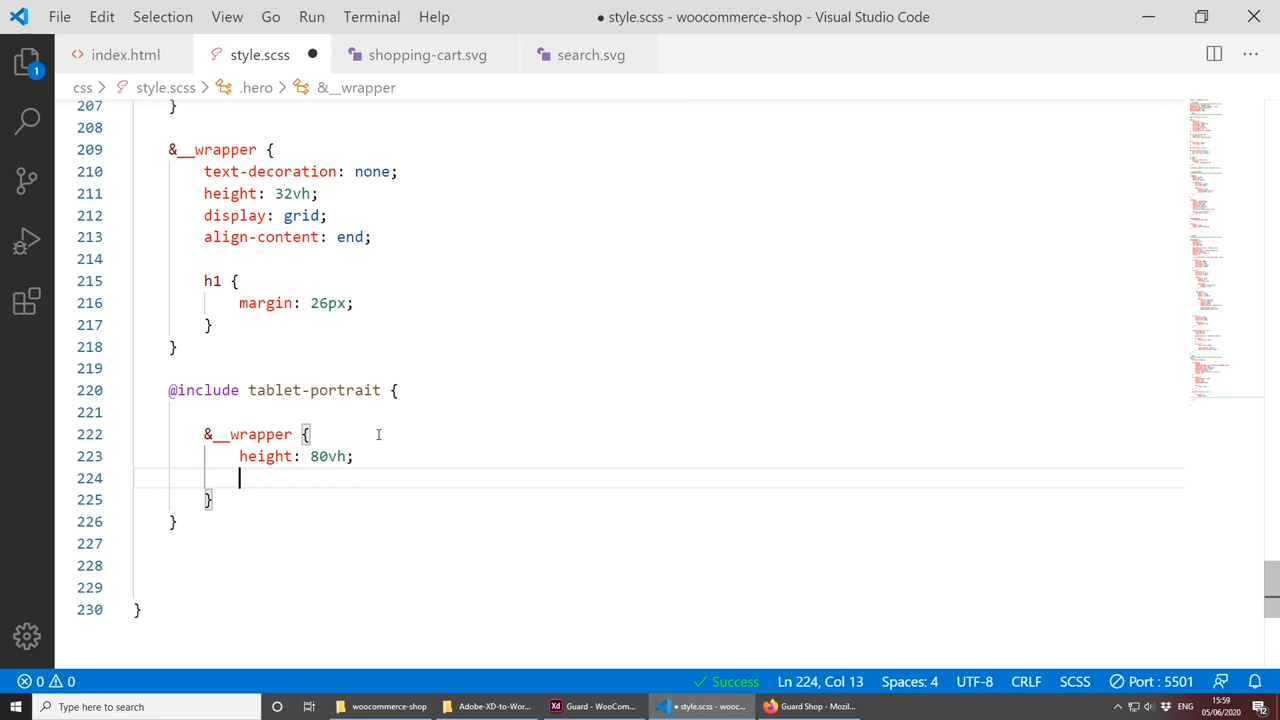 File Edit Selection View Go Run Terminal Help ● style.scss - woocommerce-shop - Visual Studio Code
<> index.html style.scss ● shopping-cart.svg search.svg
css > style.scss > .hero > &__wrapper
207 }
208
209 &__wrapper {
210 text-decoration: none;
211 height: 32vh;
212 display: grid;
213 align-content: end;
214
215 h1 {
216 margin: 26px;
217 }
218 }
220 @include tablet-portrait {
221
222 &__wrapper {
223 height: 80vh;
224
225 }
226 }
227
228
229
230 }
1
0 0 Success Ln 224, Col 13 Spaces: 4 UTF-8 CRLF SCSS Port : 5501
Type here to search woocommerce-shop Adobe-XD-to-Wor... Guard - WooCom... ● style.scss - wooc... Guard Shop - Mozil... ENG 15:59 05/06/2020 12